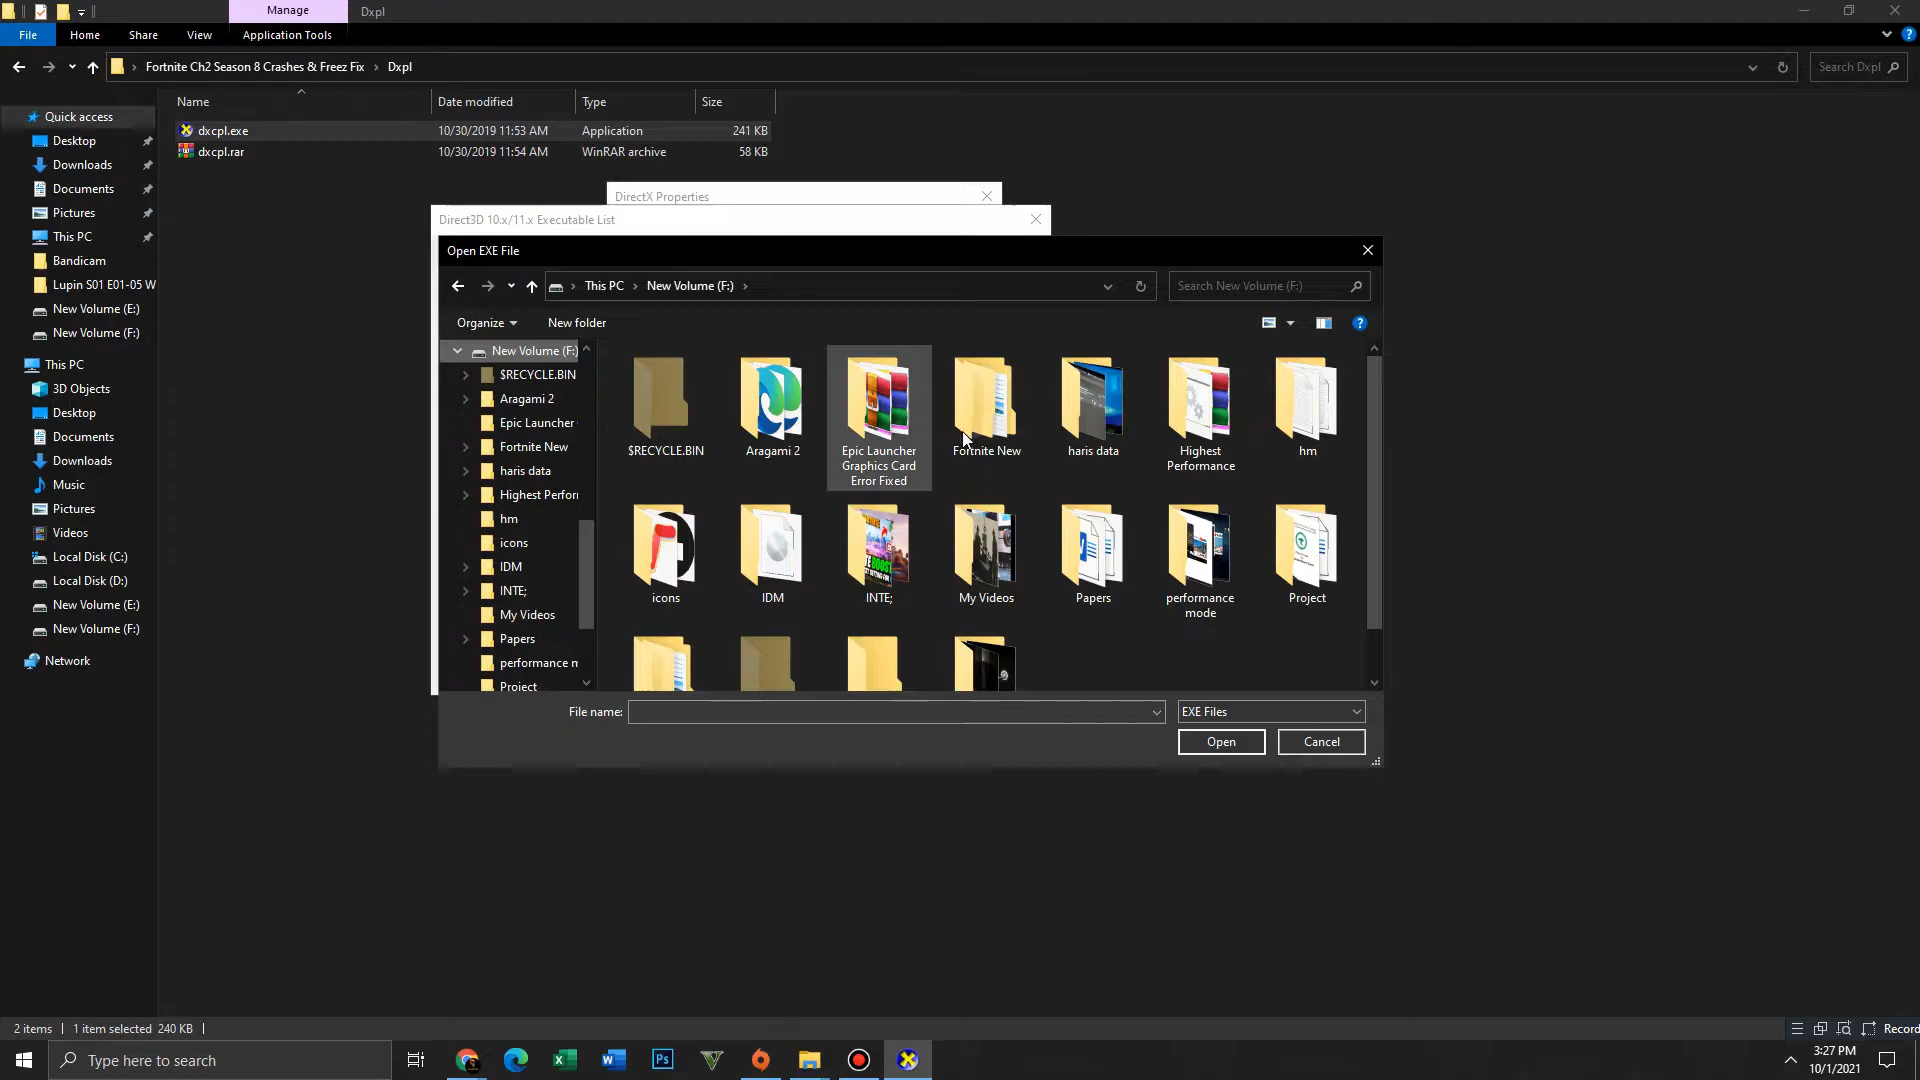 Manage
Dxpl
File
Home
Share
View
Application Tools
Fortnite Ch2 Season 8 Crashes & Freez Fix
Dxpl
Search Dxpl
Name
Date modified
Type
Size
dxcpl.exe
10/30/2019 11:53 AM
Application
241 KB
dxcpl.rar
10/30/2019 11:54 AM
WinRAR archive
58 KB
Quick access
Desktop
Downloads
Documents
Pictures
This PC
Bandicam
Lupin S01 E01-05 W
New Volume (E:)
New Volume (F:)
This PC
3D Objects
Desktop
Documents
Downloads
Music
Pictures
Videos
Local Disk (C:)
Local Disk (D:)
New Volume (E:)
New Volume (F:)
Network
DirectX Properties
Direct3D 10.x/11.x Executable List
Open EXE File
This PC
New Volume (F:)
Search New Volume (F:)
Organize
New folder
New Volume (F:)
$RECYCLE.BIN
Aragami 2
Epic Launcher
Fortnite New
haris data
Highest Perforn
hm
icons
IDM
INTE;
My Videos
Papers
performance m
Project
$RECYCLE.BIN
Aragami 2
Epic Launcher
Graphics Card
Error Fixed
Fortnite New
haris data
Highest
Performance
hm
icons
IDM
INTE;
My Videos
Papers
performance
mode
Project
File name:
EXE Files
Open
Cancel
2 items
1 item selected 240 KB
Record
Type here to search
3:27 PM
10/1/2021